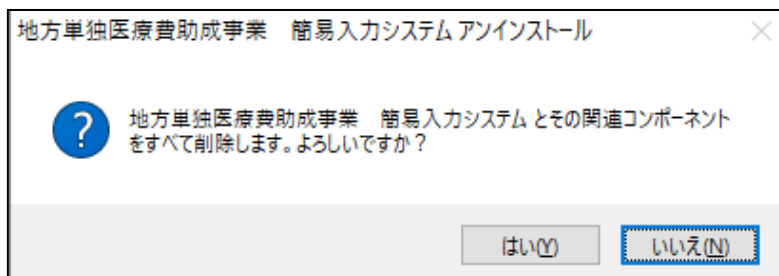 地方単独医療費助成事業　簡易入力システム アンインストール
?
地方単独医療費助成事業　簡易入力システム とその関連コンポーネント
をすべて削除します。よろしいですか？
はい(Y)
いいえ(N)